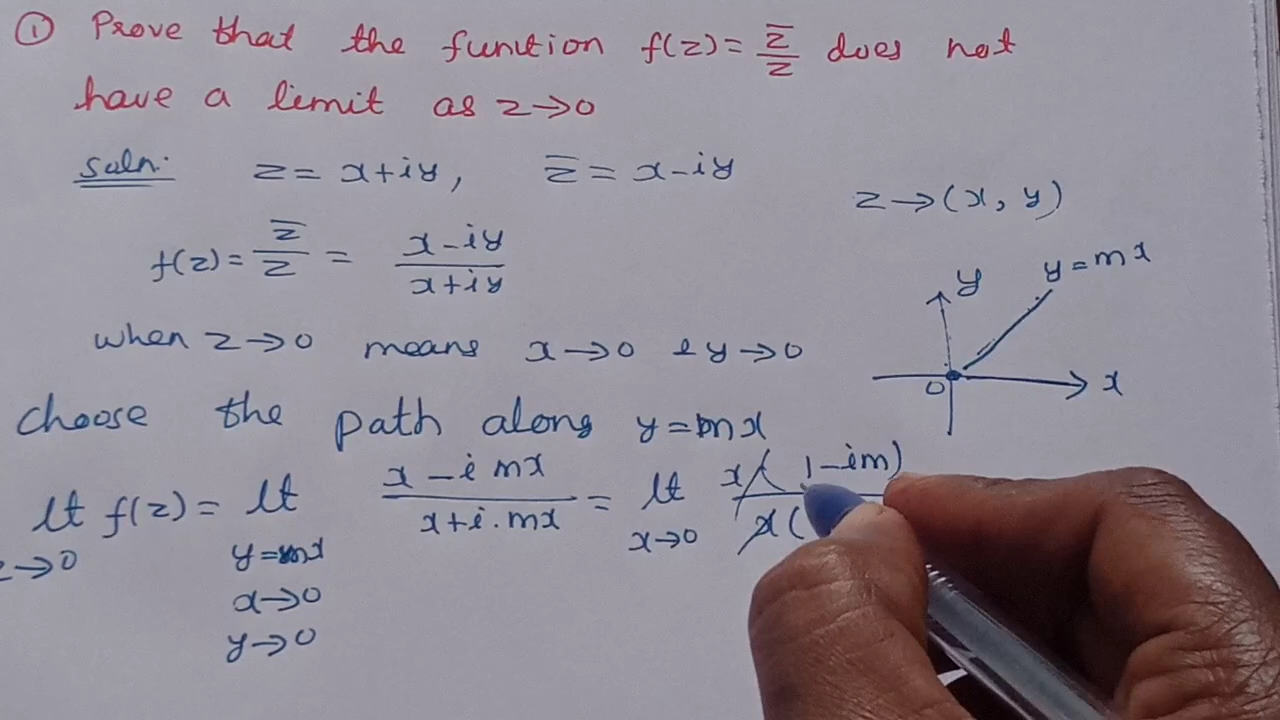 ① Prove that the function f(z) = z̅/z does not
have a limit as z→0
Soln: z = x+iy, z̅ = x-iy
z→(x, y)
f(z) = z̅/z = (x-iy)/(x+iy)
y
y=mx
0
x
when z→0 means x→0 & y→0
choose the path along y=mx
lt f(z) = lt (x-i mx)/(x+i.mx) = lt x(1-im)/x(
z→0 y=mx x→0
x→0
y→0